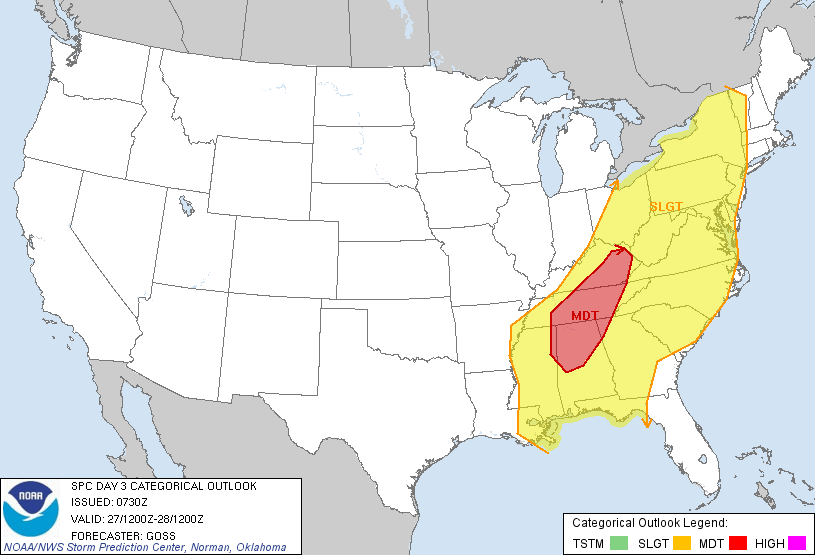 SLGT
MDT
NOAA
SPC DAY 3 CATEGORICAL OUTLOOK
ISSUED: 0730Z
VALID: 27/1200Z-28/1200Z
FORECASTER: GOSS
NOAA/NWS Storm Prediction Center, Norman, Oklahoma
Categorical Outlook Legend:
TSTM SLGT MDT HIGH